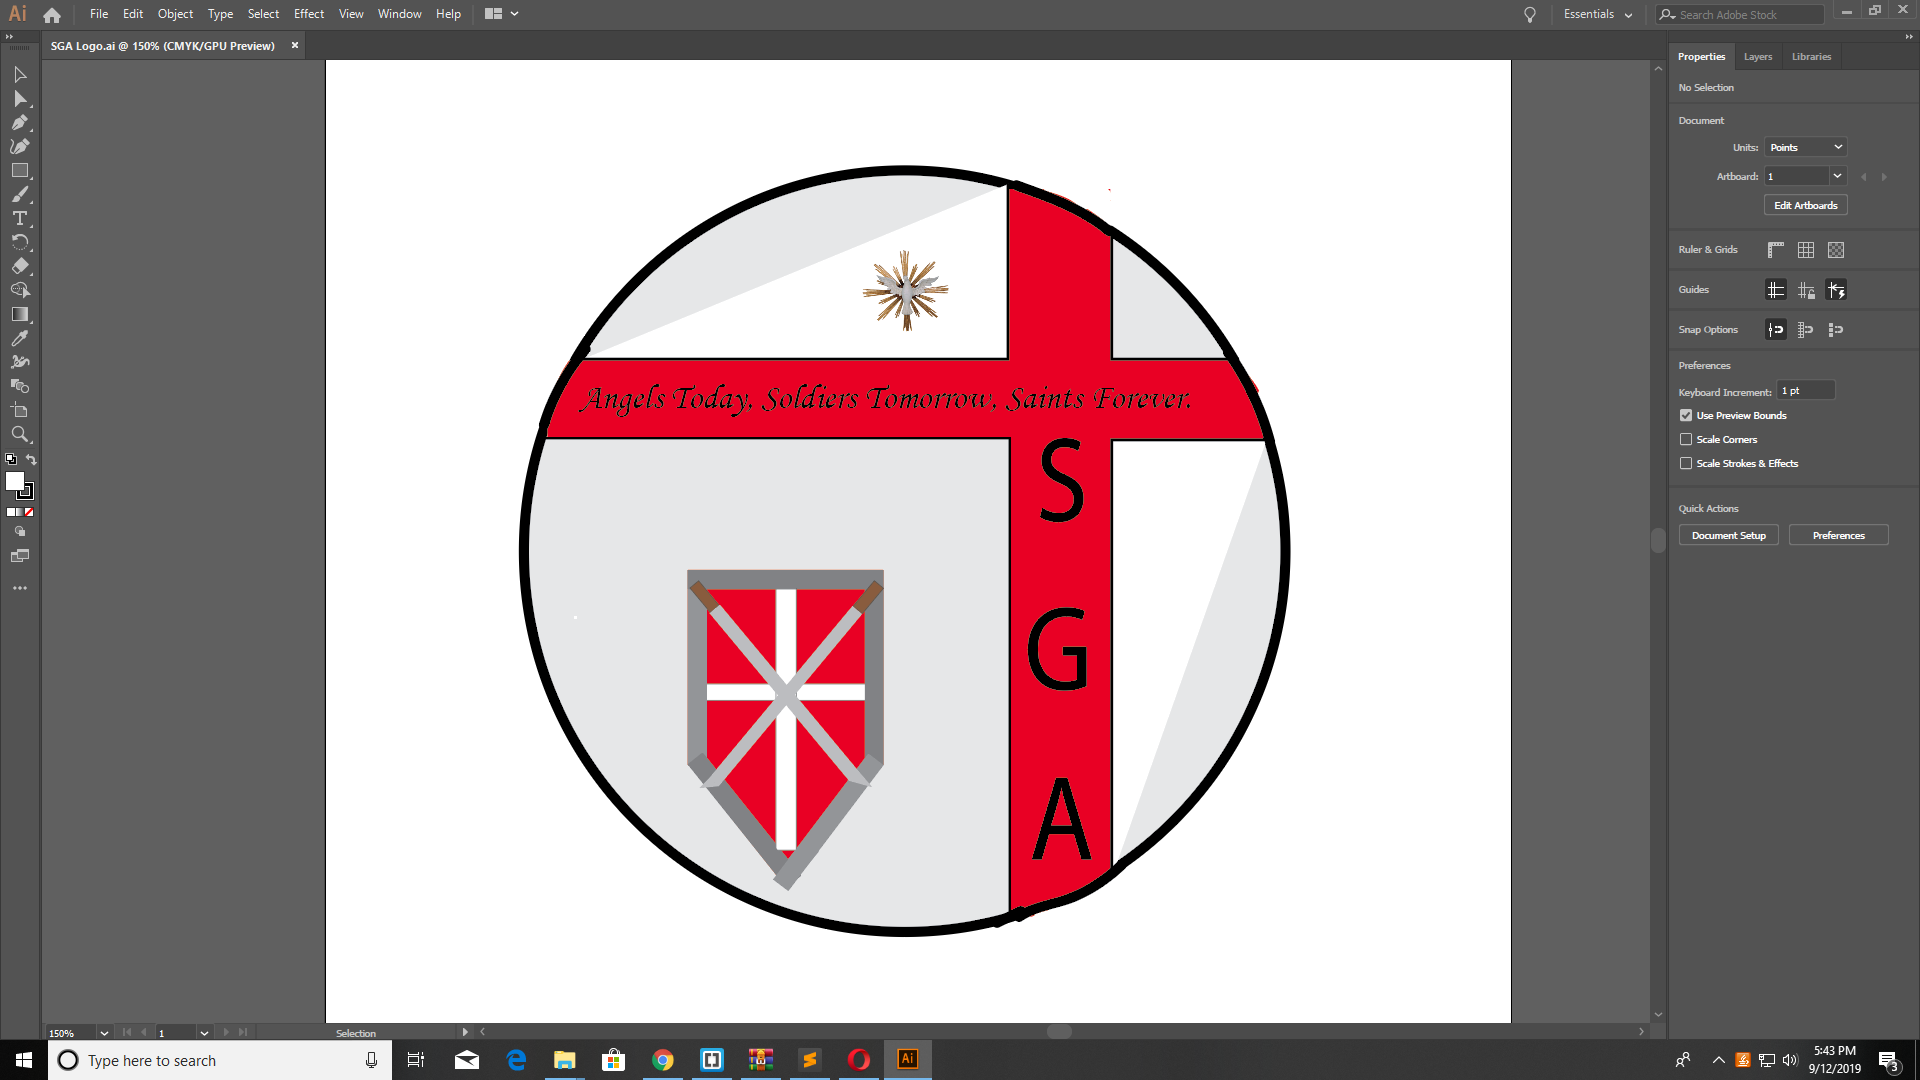 Ai File Edit Object Type Select Effect View Window Help Essentials Search Adobe Stock
SGA Logo.ai @ 150% (CMYK/GPU Preview) ×
Properties Layers Libraries
No Selection
Document
Units: Points
Artboard: 1
Edit Artboards
Ruler & Grids
Guides
Snap Options
Preferences
Keyboard Increment: 1 pt
Use Preview Bounds
Scale Corners
Scale Strokes & Effects
Quick Actions
Document Setup Preferences
Angels Today, Soldiers Tomorrow, Saints Forever.
S
G
A
150% 1 Selection
Type here to search
Ai
5:43 PM
9/12/2019
3